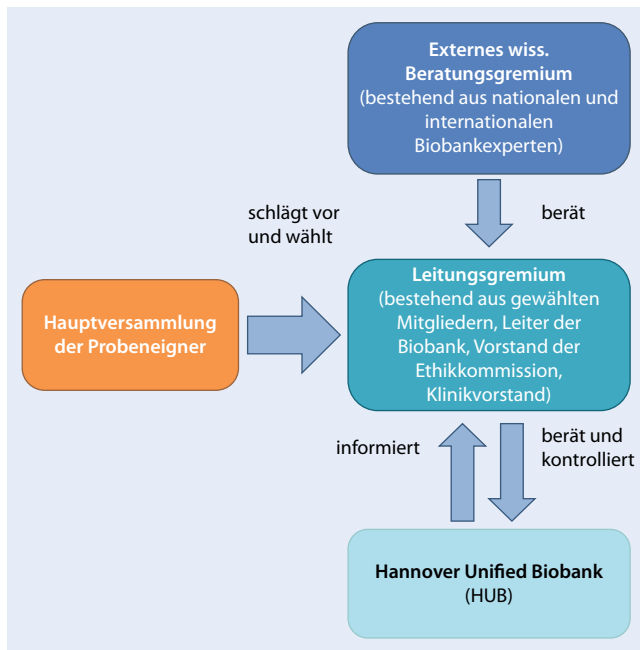 Externes wiss.
Beratungsgremium
(bestehend aus nationalen und
internationalen
Biobankexperten)
schlägt vor
und wählt
berät
Hauptversammlung
der Probeneigner
Leitungsgremium
(bestehend aus gewählten
Mitgliedern, Leiter der
Biobank, Vorstand der
Ethikkommission,
Klinikvorstand)
informiert
berät und
kontrolliert
Hannover Unified Biobank
(HUB)